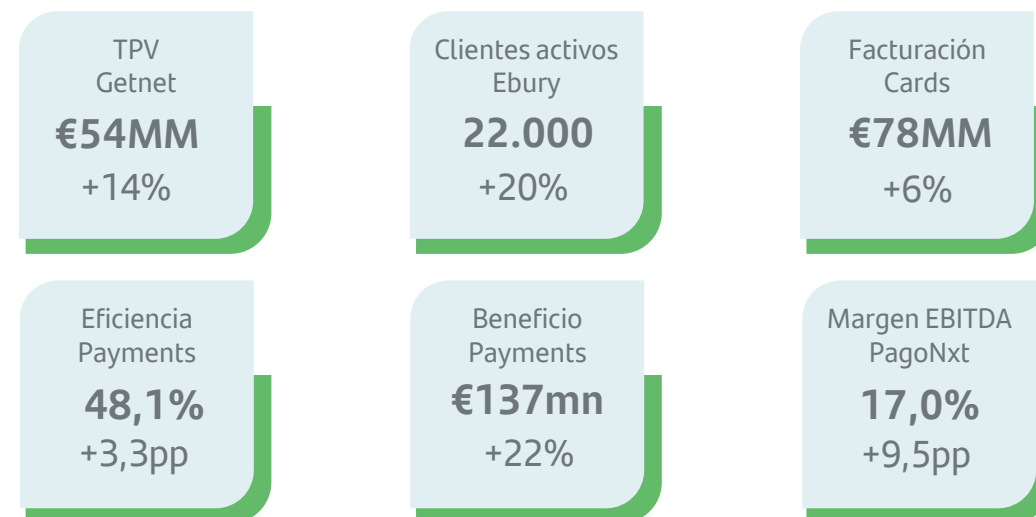 TPV
Getnet
€54MM
+14%
Clientes activos
Ebury
22.000
+20%
Facturación
Cards
€78MM
+6%
Eficiencia
Payments
48,1%
+3,3pp
Beneficio
Payments
€137mn
+22%
Margen EBITDA
PagoNxt
17,0%
+9,5pp